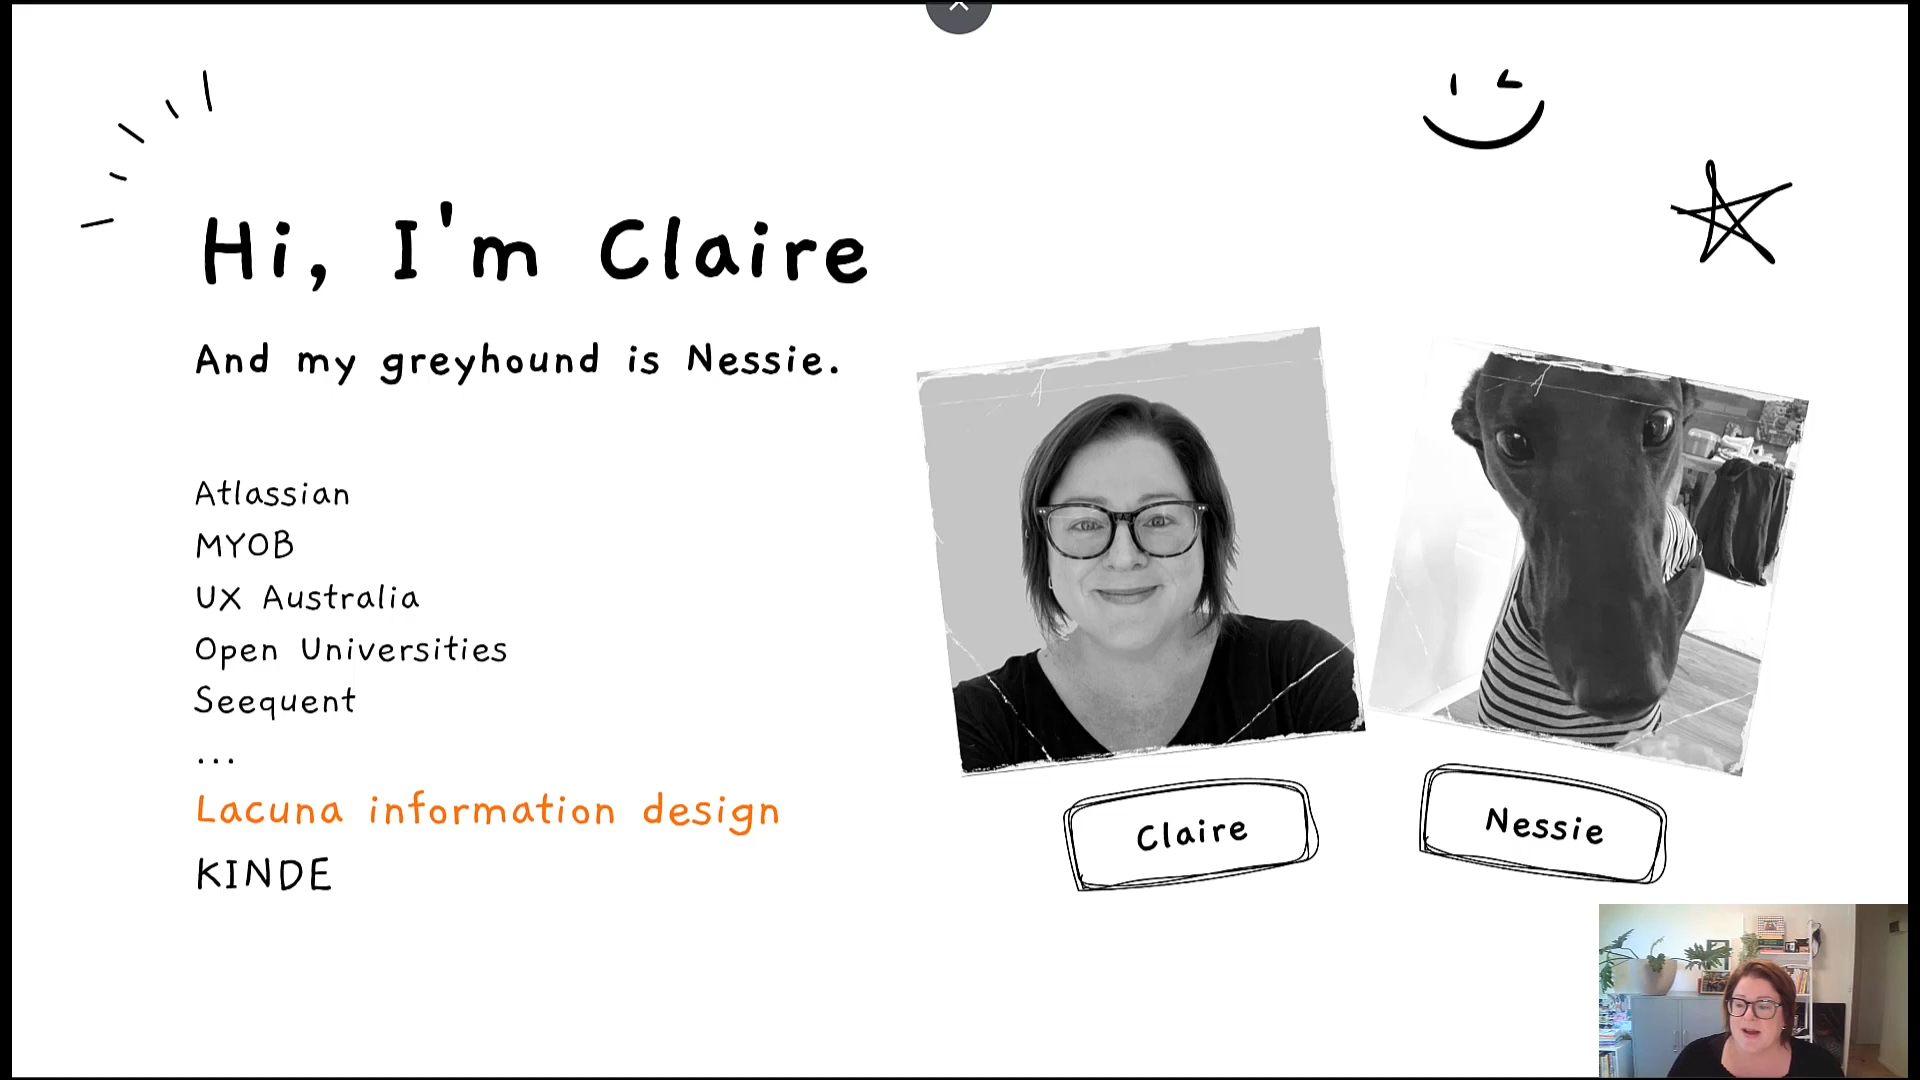 Hi, I'm Claire
And my greyhound is Nessie.
Atlassian
MYOB
UX Australia
Open Universities
Seequent
...
Lacuna information design
KINDE
Claire
Nessie